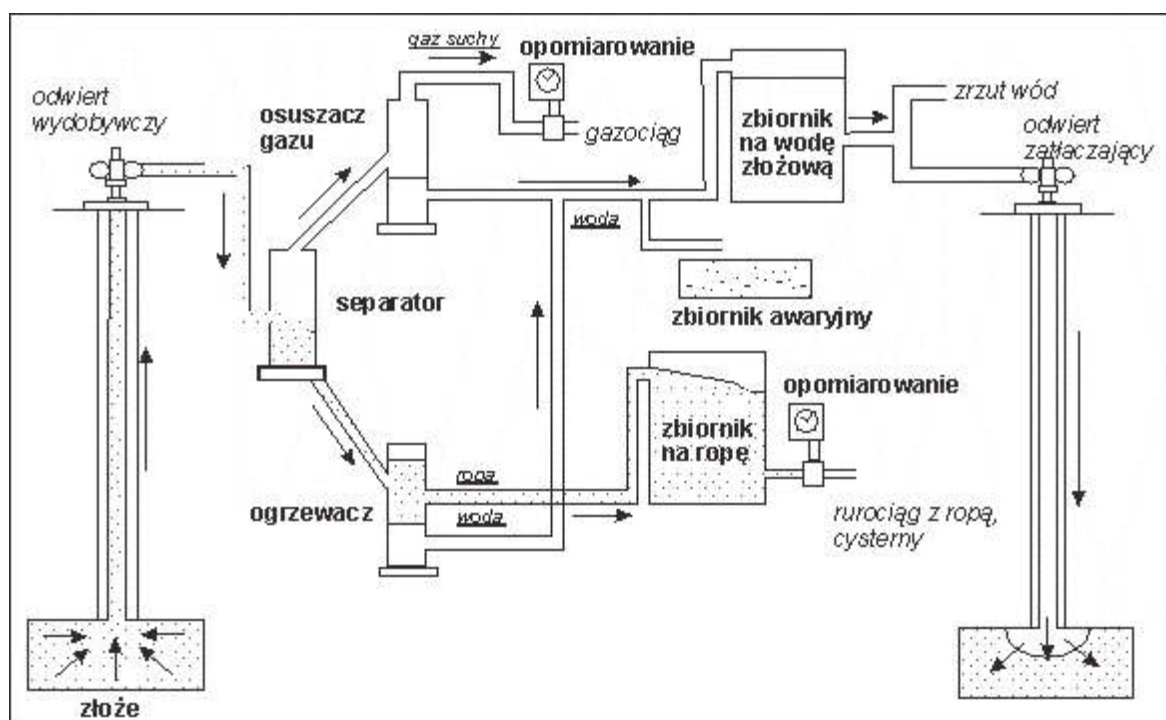 gaz suchy
opomiarowanie
odwiert
wydobywczy
osuszacz
gazu
gazociąg
zbiornik
na wodę
złożową
zrzut wód
odwiert
zatłaczający
woda
separator
zbiornik awaryjny
opomiarowanie
zbiornik
na ropę
ropa
ogrzewacz
woda
rurociąg z ropą,
cysterny
złoże